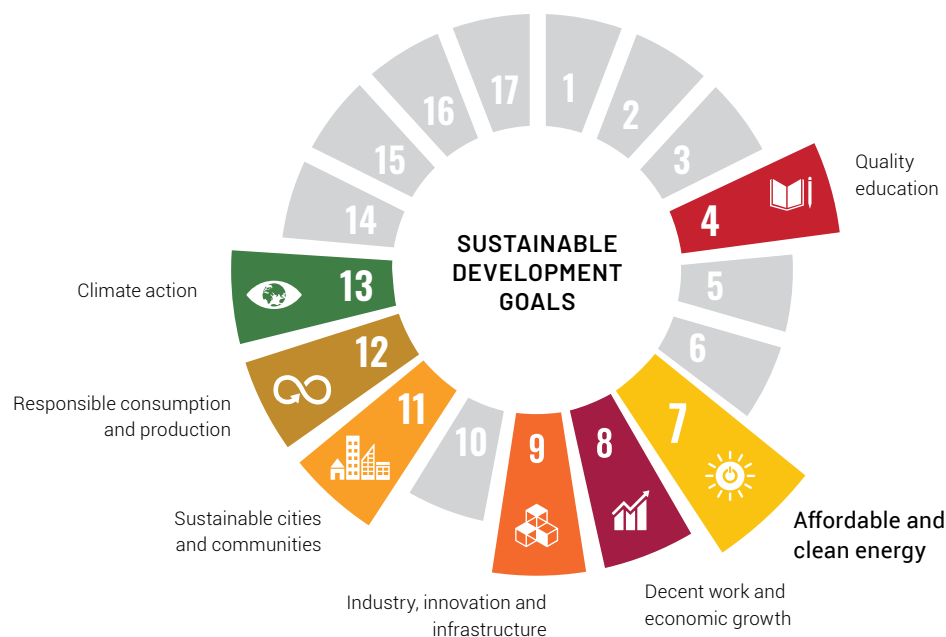 SUSTAINABLE
DEVELOPMENT
GOALS
1
2
3
4
Quality
education
5
6
7
Affordable and
clean energy
8
Decent work and
economic growth
9
Industry, innovation and
infrastructure
10
11
Sustainable cities
and communities
12
Responsible consumption
and production
13
Climate action
14
15
16
17